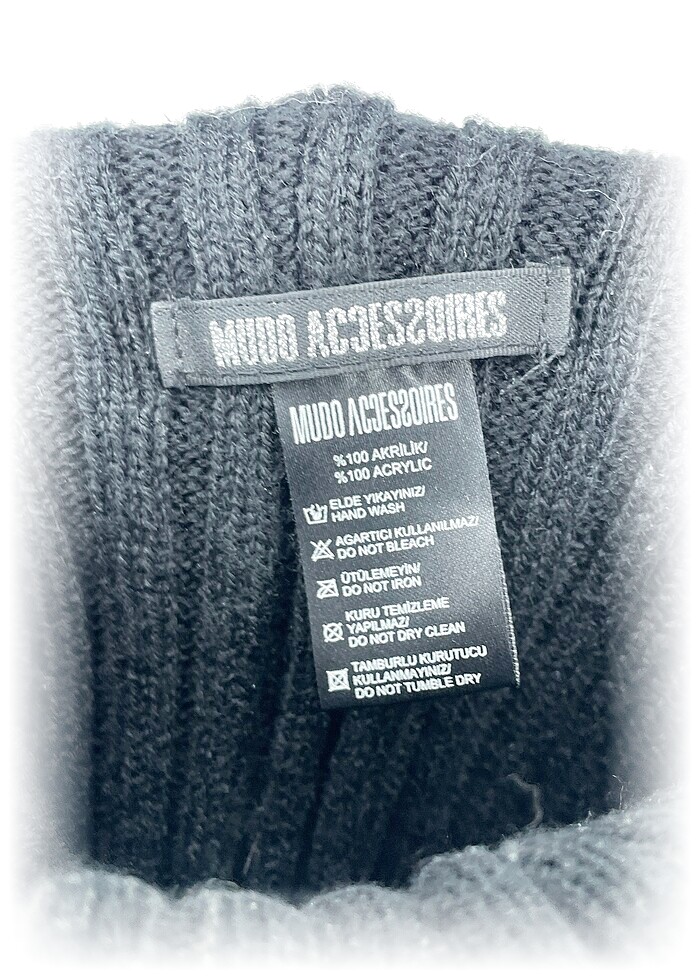 MUDO ACCESSOIRES
MUDO ACCESSOIRES
%100 AKRİLİK/
%100 ACRYLIC
ELDE YIKAYINIZ/
HAND WASH
AGARTICI KULLANILMAZ/
DO NOT BLEACH
ÜTÜLEMEYİN/
DO NOT IRON
KURU TEMİZLEME
YAPILMAZ/
DO NOT DRY CLEAN
TAMBURLU KURUTUCU
KULLANMAYINIZ/
DO NOT TUMBLE DRY